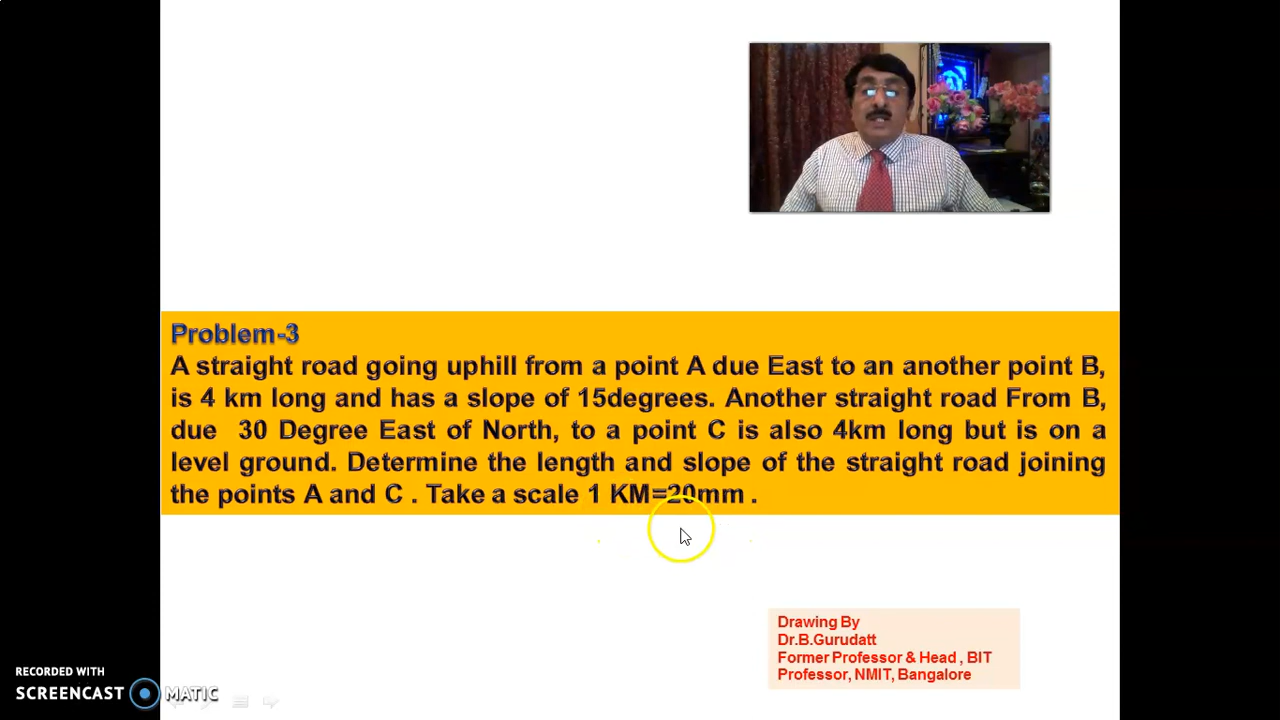 Problem-3
A straight road going uphill from a point A due East to an another point B,
is 4 km long and has a slope of 15degrees. Another straight road From B,
due 30 Degree East of North, to a point C is also 4km long but is on a
level ground. Determine the length and slope of the straight road joining
the points A and C . Take a scale 1 KM=20mm .
Drawing By
Dr.B.Gurudatt
Former Professor & Head , BIT
Professor, NMIT, Bangalore
RECORDED WITH
SCREENCAST MATIC